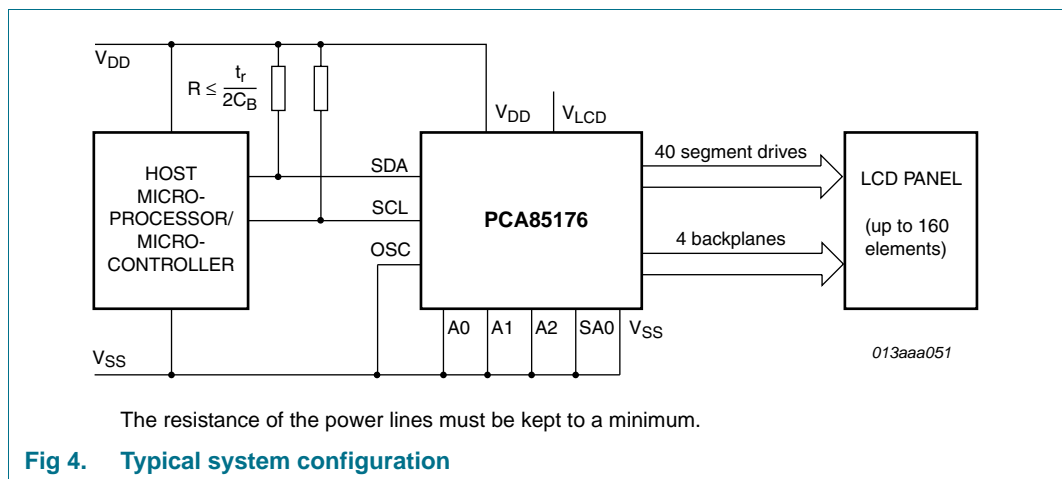 VDD
R ≤ tr
2CB
VDD
VLCD
HOST
MICRO-
PROCESSOR/
MICRO-
CONTROLLER
SDA
SCL
OSC
PCA85176
40 segment drives
4 backplanes
LCD PANEL
(up to 160
elements)
A0 A1 A2 SA0 VSS
VSS
013aaa051
The resistance of the power lines must be kept to a minimum.
Fig 4. Typical system configuration